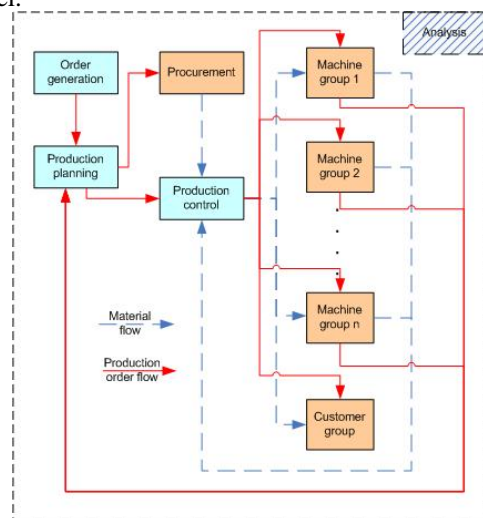 er.
Analysis
Order
generation
Procurement
Machine
group 1
Production
planning
Machine
group 2
Production
control
Material
flow
Machine
group n
Production
order flow
Customer
group